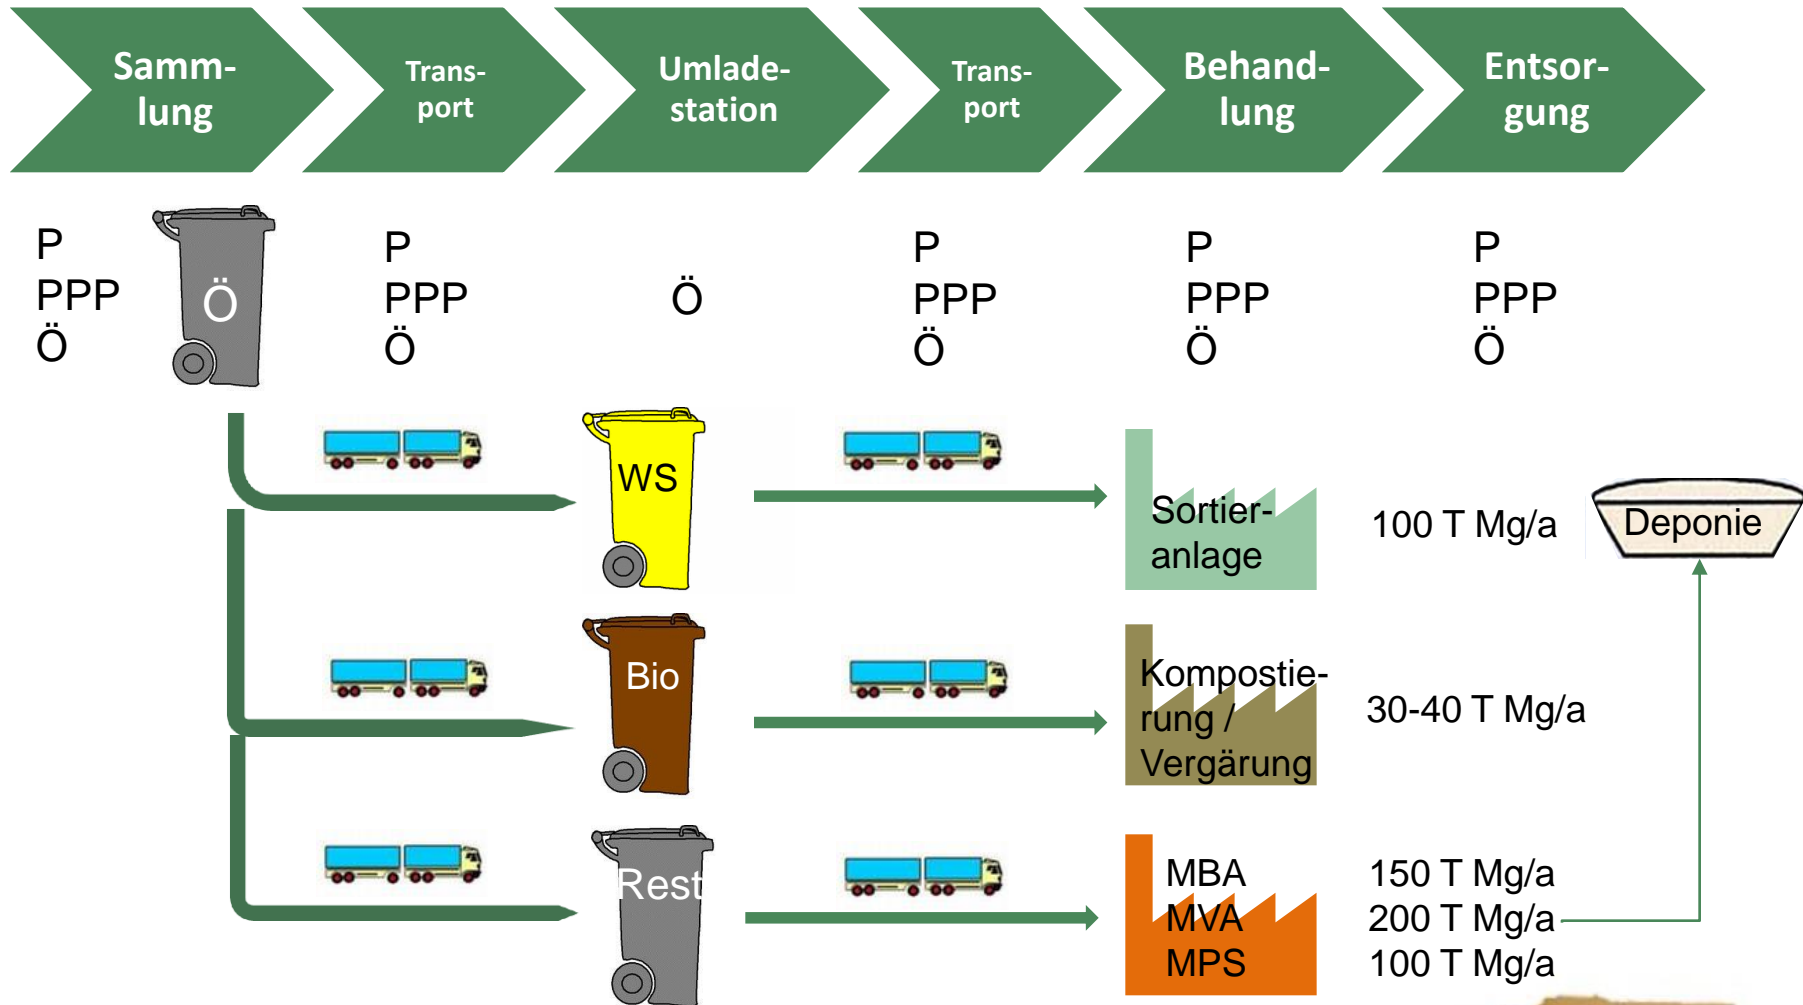 Samm-
lung
Trans-
port
Umlade-
station
Trans-
port
Behand-
lung
Entsor-
gung
P
PPP
Ö
Ö
P
PPP
Ö
Ö
P
PPP
Ö
P
PPP
Ö
P
PPP
Ö
WS
Sortier-
anlage
100 T Mg/a
Deponie
Bio
Kompostie-
rung /
Vergärung
30-40 T Mg/a
Rest
MBA
MVA
MPS
150 T Mg/a
200 T Mg/a
100 T Mg/a